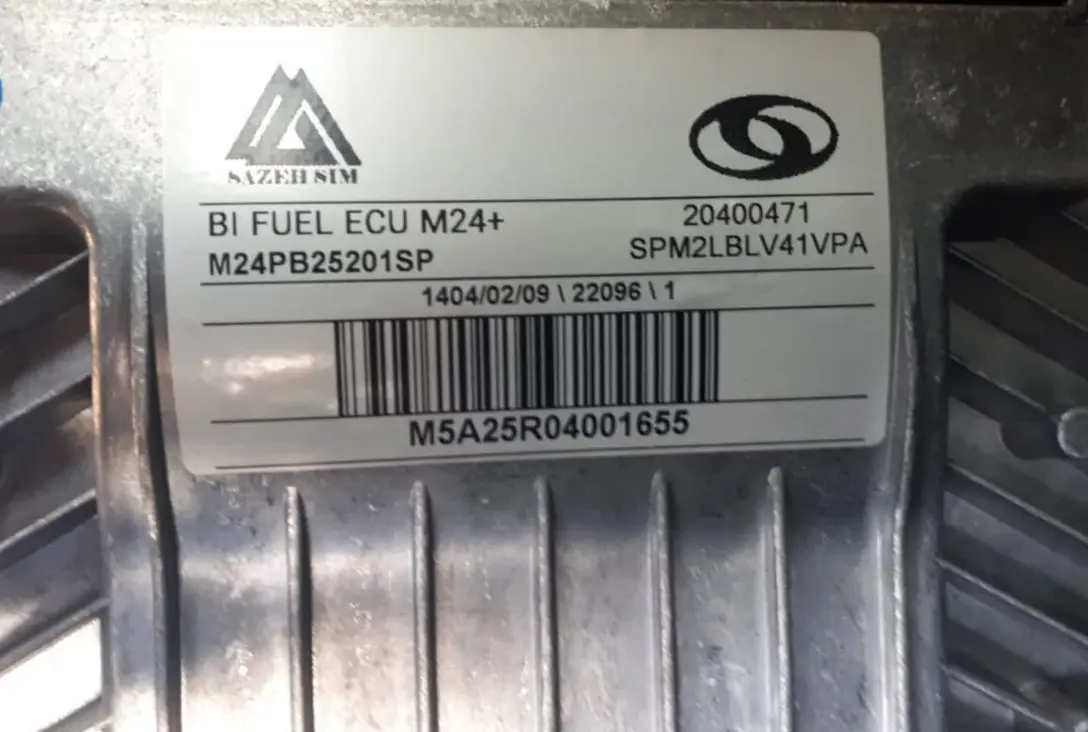 SAZEH SIM
BI FUEL ECU M24+
20400471
M24PB25201SP
SPM2LBLV41VPA
1404/02/09 \ 22096 \ 1
M5A25R04001655